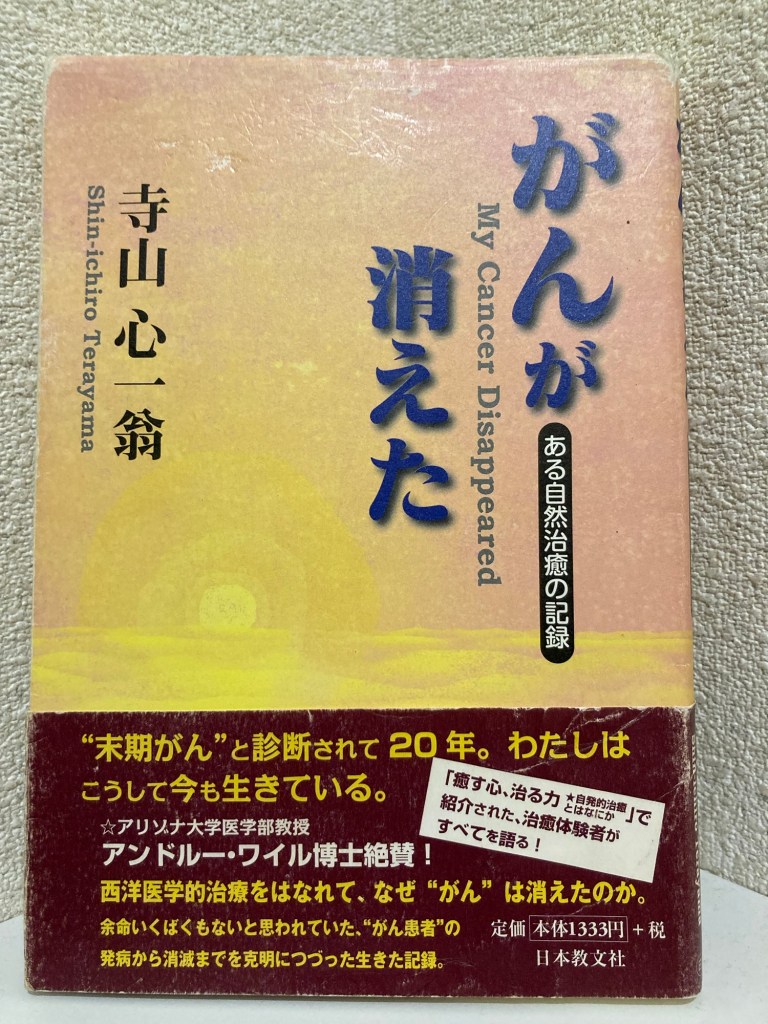 がんが
消えた
My Cancer Disappeared
ある自然治癒の記録
寺山 心一翁
Shin-ichiro Terayama
“末期がん”と診断されて20年。わたしは
こうして今も生きている。
「癒す心、治る力 ★自発的治癒とはなにか」で
紹介された、治癒体験者が
すべてを語る!
☆アリゾナ大学医学部教授
アンドルー・ワイル博士絶賛!
西洋医学的治療をはなれて、なぜ“がん”は消えたのか。
余命いくばくもないと思われていた、“がん患者”の
発病から消滅までを克明につづった生きた記録。
定価 本体1333円+税
日本教文社